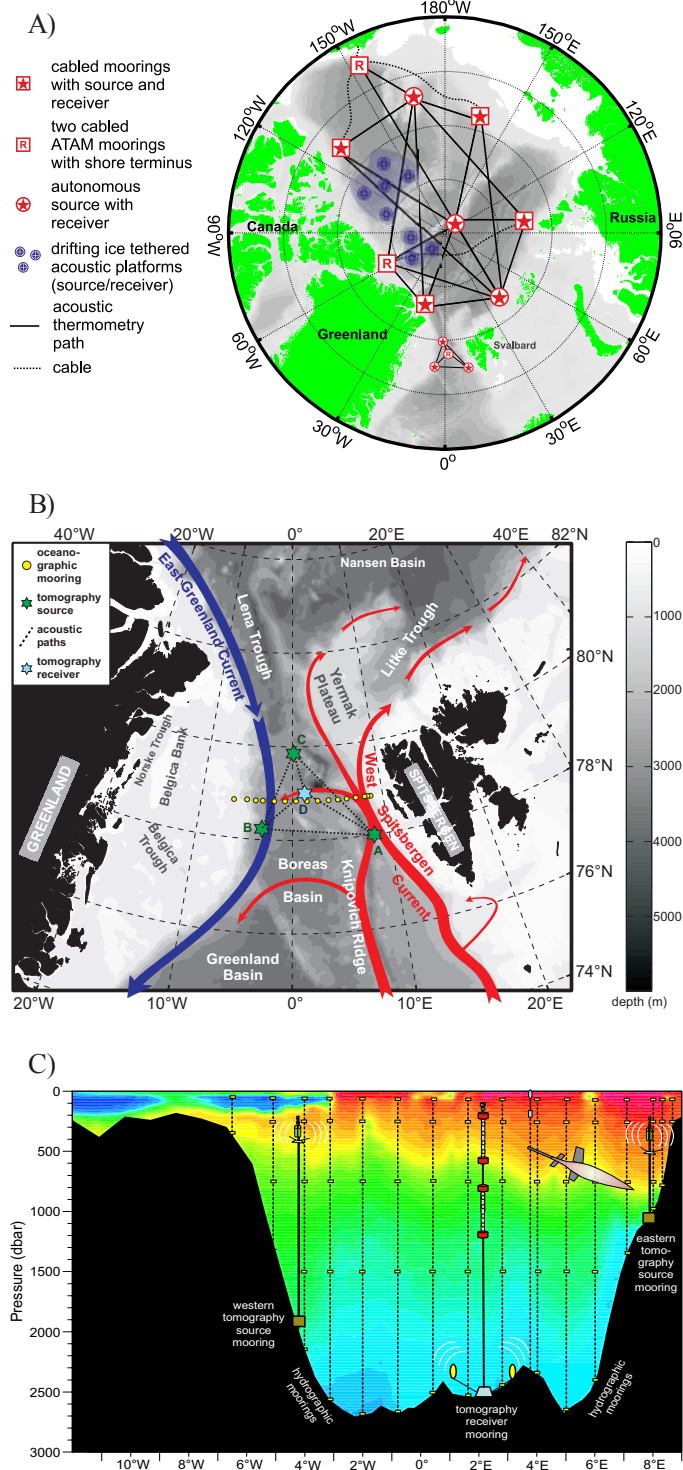 A)
cabled moorings
with source and
receiver
two cabled
ATAM moorings
with shore terminus
autonomous
source with
receiver
drifting ice tethered
acoustic platforms
(source/receiver)
acoustic
thermometry
path
cable
180°W
150°W
150°E
120°W
120°E
90°W
90°E
60°W
60°E
30°W
30°E
0°
R
Canada
Russia
R
Greenland
Svalbard
R
B)
40°W
20°W
0°
20°E
40°E
82°N
oceano-
graphic
mooring
tomography
source
acoustic
paths
tomography
receiver
East Greenland Current
Lena Trough
Nansen Basin
Litke Trough
Yermak
Plateau
80°N
78°N
76°N
74°N
GREENLAND
Norske Trough
Belgica Bank
Belgica
Trough
C
D
B
A
West
Spitsbergen
Current
SPITSBERGEN
Boreas
Basin
Knipovich Ridge
Greenland
Basin
20°W
10°W
0°
10°E
20°E
0
1000
2000
3000
4000
5000
depth (m)
C)
Pressure (dbar)
0
500
1000
1500
2000
2500
3000
western
tomography
source
mooring
hydrographic
moorings
tomography
receiver
mooring
hydrographic
moorings
eastern
tomo-
graphy
source
mooring
10°W
8°W
6°W
4°W
2°W
0°
2°E
4°E
6°E
8°E